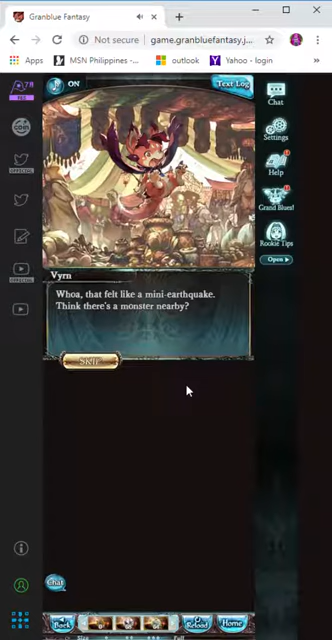 Granblue Fantasy
Not secure | game.granbluefantasy.j...
Apps
MSN Philippines -...
outlook
Yahoo - login
ON
Text Log
Chat
Settings
Help
Grand Blues!
Rookie Tips
Open
Vyrn
Whoa, that felt like a mini-earthquake.
Think there's a monster nearby?
Skip
Chat
Back
Reload
Home
Size
Full